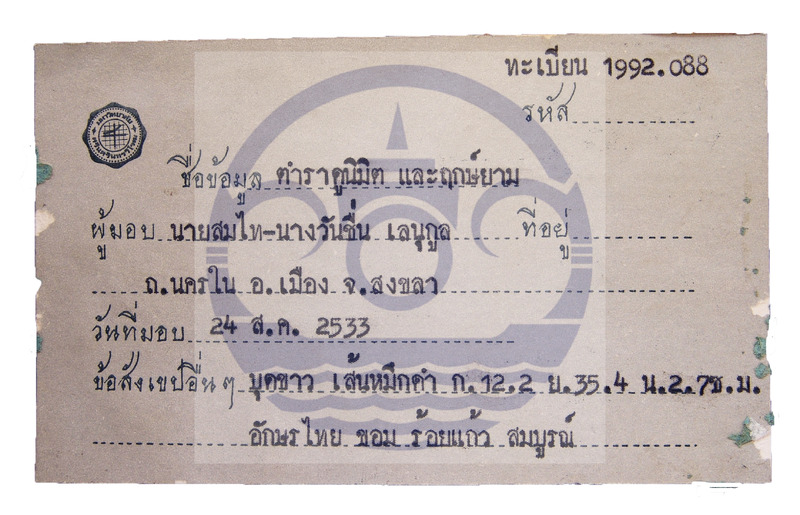 ทะเบียน 1992.088
รหัส
ชื่อข้อมูล ตำราดูนิมิต และฤกษ์ยาม
ผู้มอบ นายสมไท-นางวันชื่น เลนุกูล ที่อยู่
ถ.นครใน อ.เมือง จ.สงขลา
วันที่มอบ 24 ส.ค. 2533
ข้อสังเขปอื่นๆ บุดขาว เส้นหมึกดำ ก.12.2 ย.35.4 น.2.7ซ.ม.
อักษรไทย ขอม ร้อยแก้ว สมบูรณ์